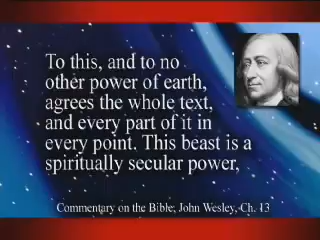 To this, and to no
other power of earth,
agrees the whole text,
and every part of it in
every point. This beast is a
spiritually secular power,
Commentary on the Bible, John Wesley, Ch. 13